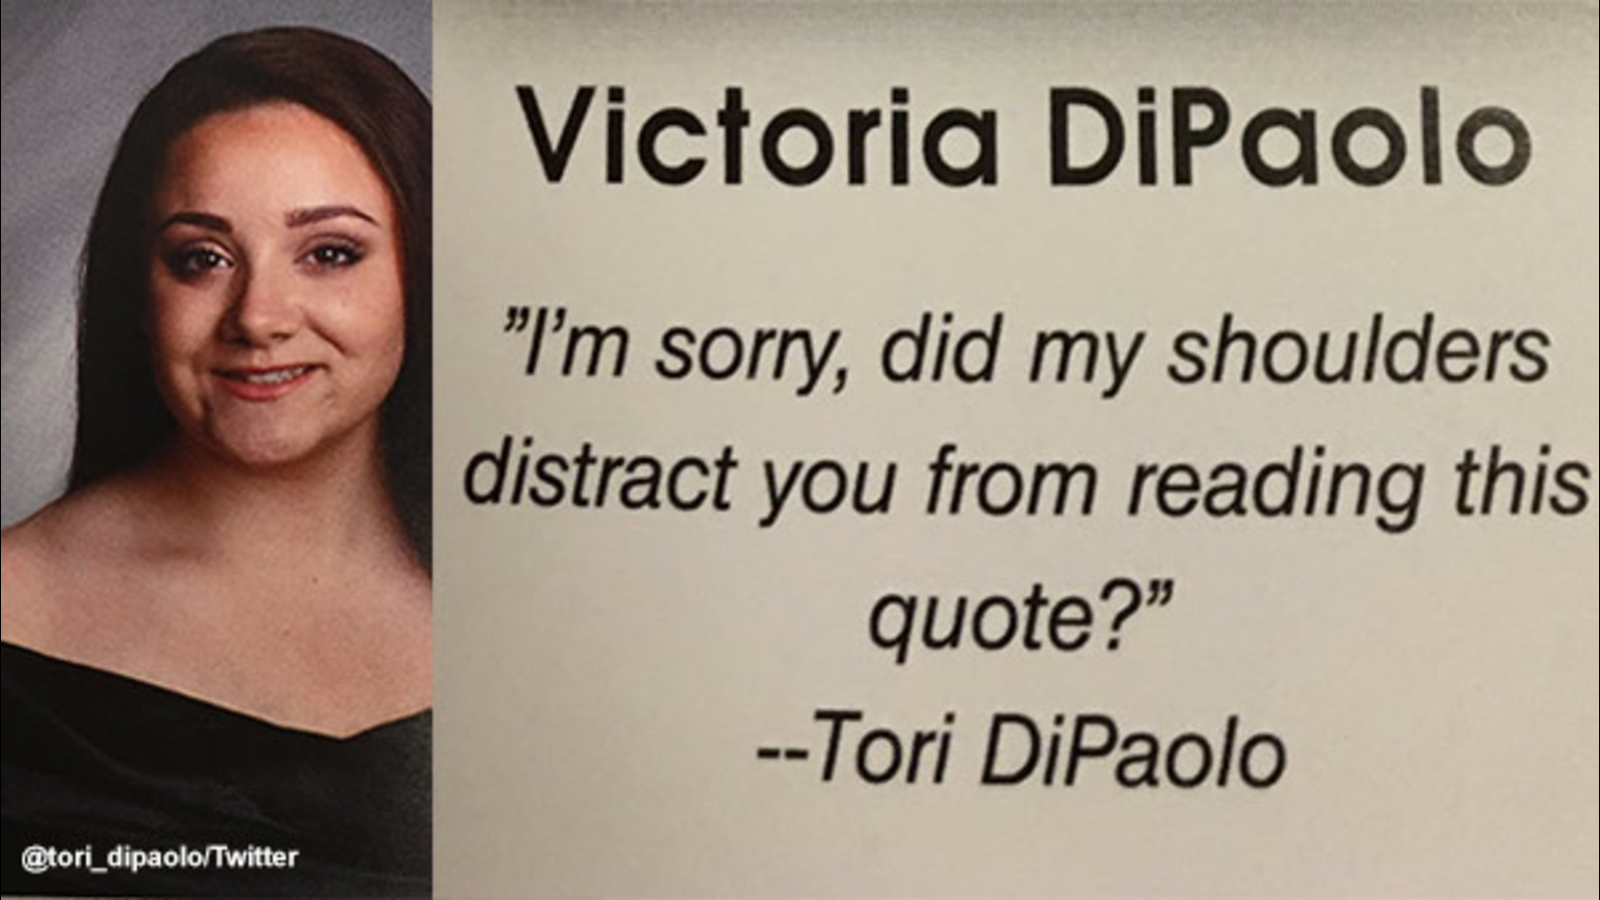 Victoria DiPaolo
”I’m sorry, did my shoulders
distract you from reading this
quote?”
--Tori DiPaolo
@tori_dipaolo/Twitter